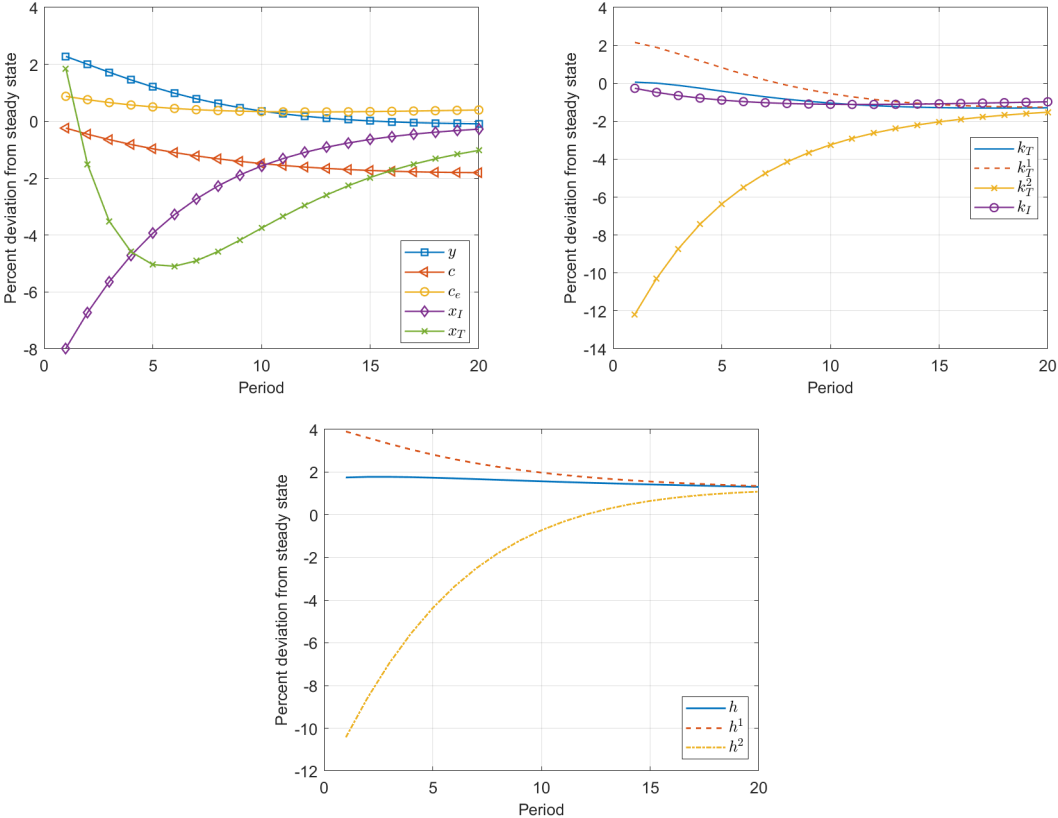 Percent deviation from steady state
4
2
0
-2
-4
-6
-8
0
5
10
15
20
Period
y
c
c_e
x_I
x_T
Percent deviation from steady state
4
2
0
-2
-4
-6
-8
-10
-12
-14
0
5
10
15
20
Period
k_T
k_T^1
k_T^2
k_I
Percent deviation from steady state
4
2
0
-2
-4
-6
-8
-10
-12
0
5
10
15
20
Period
h
h^1
h^2